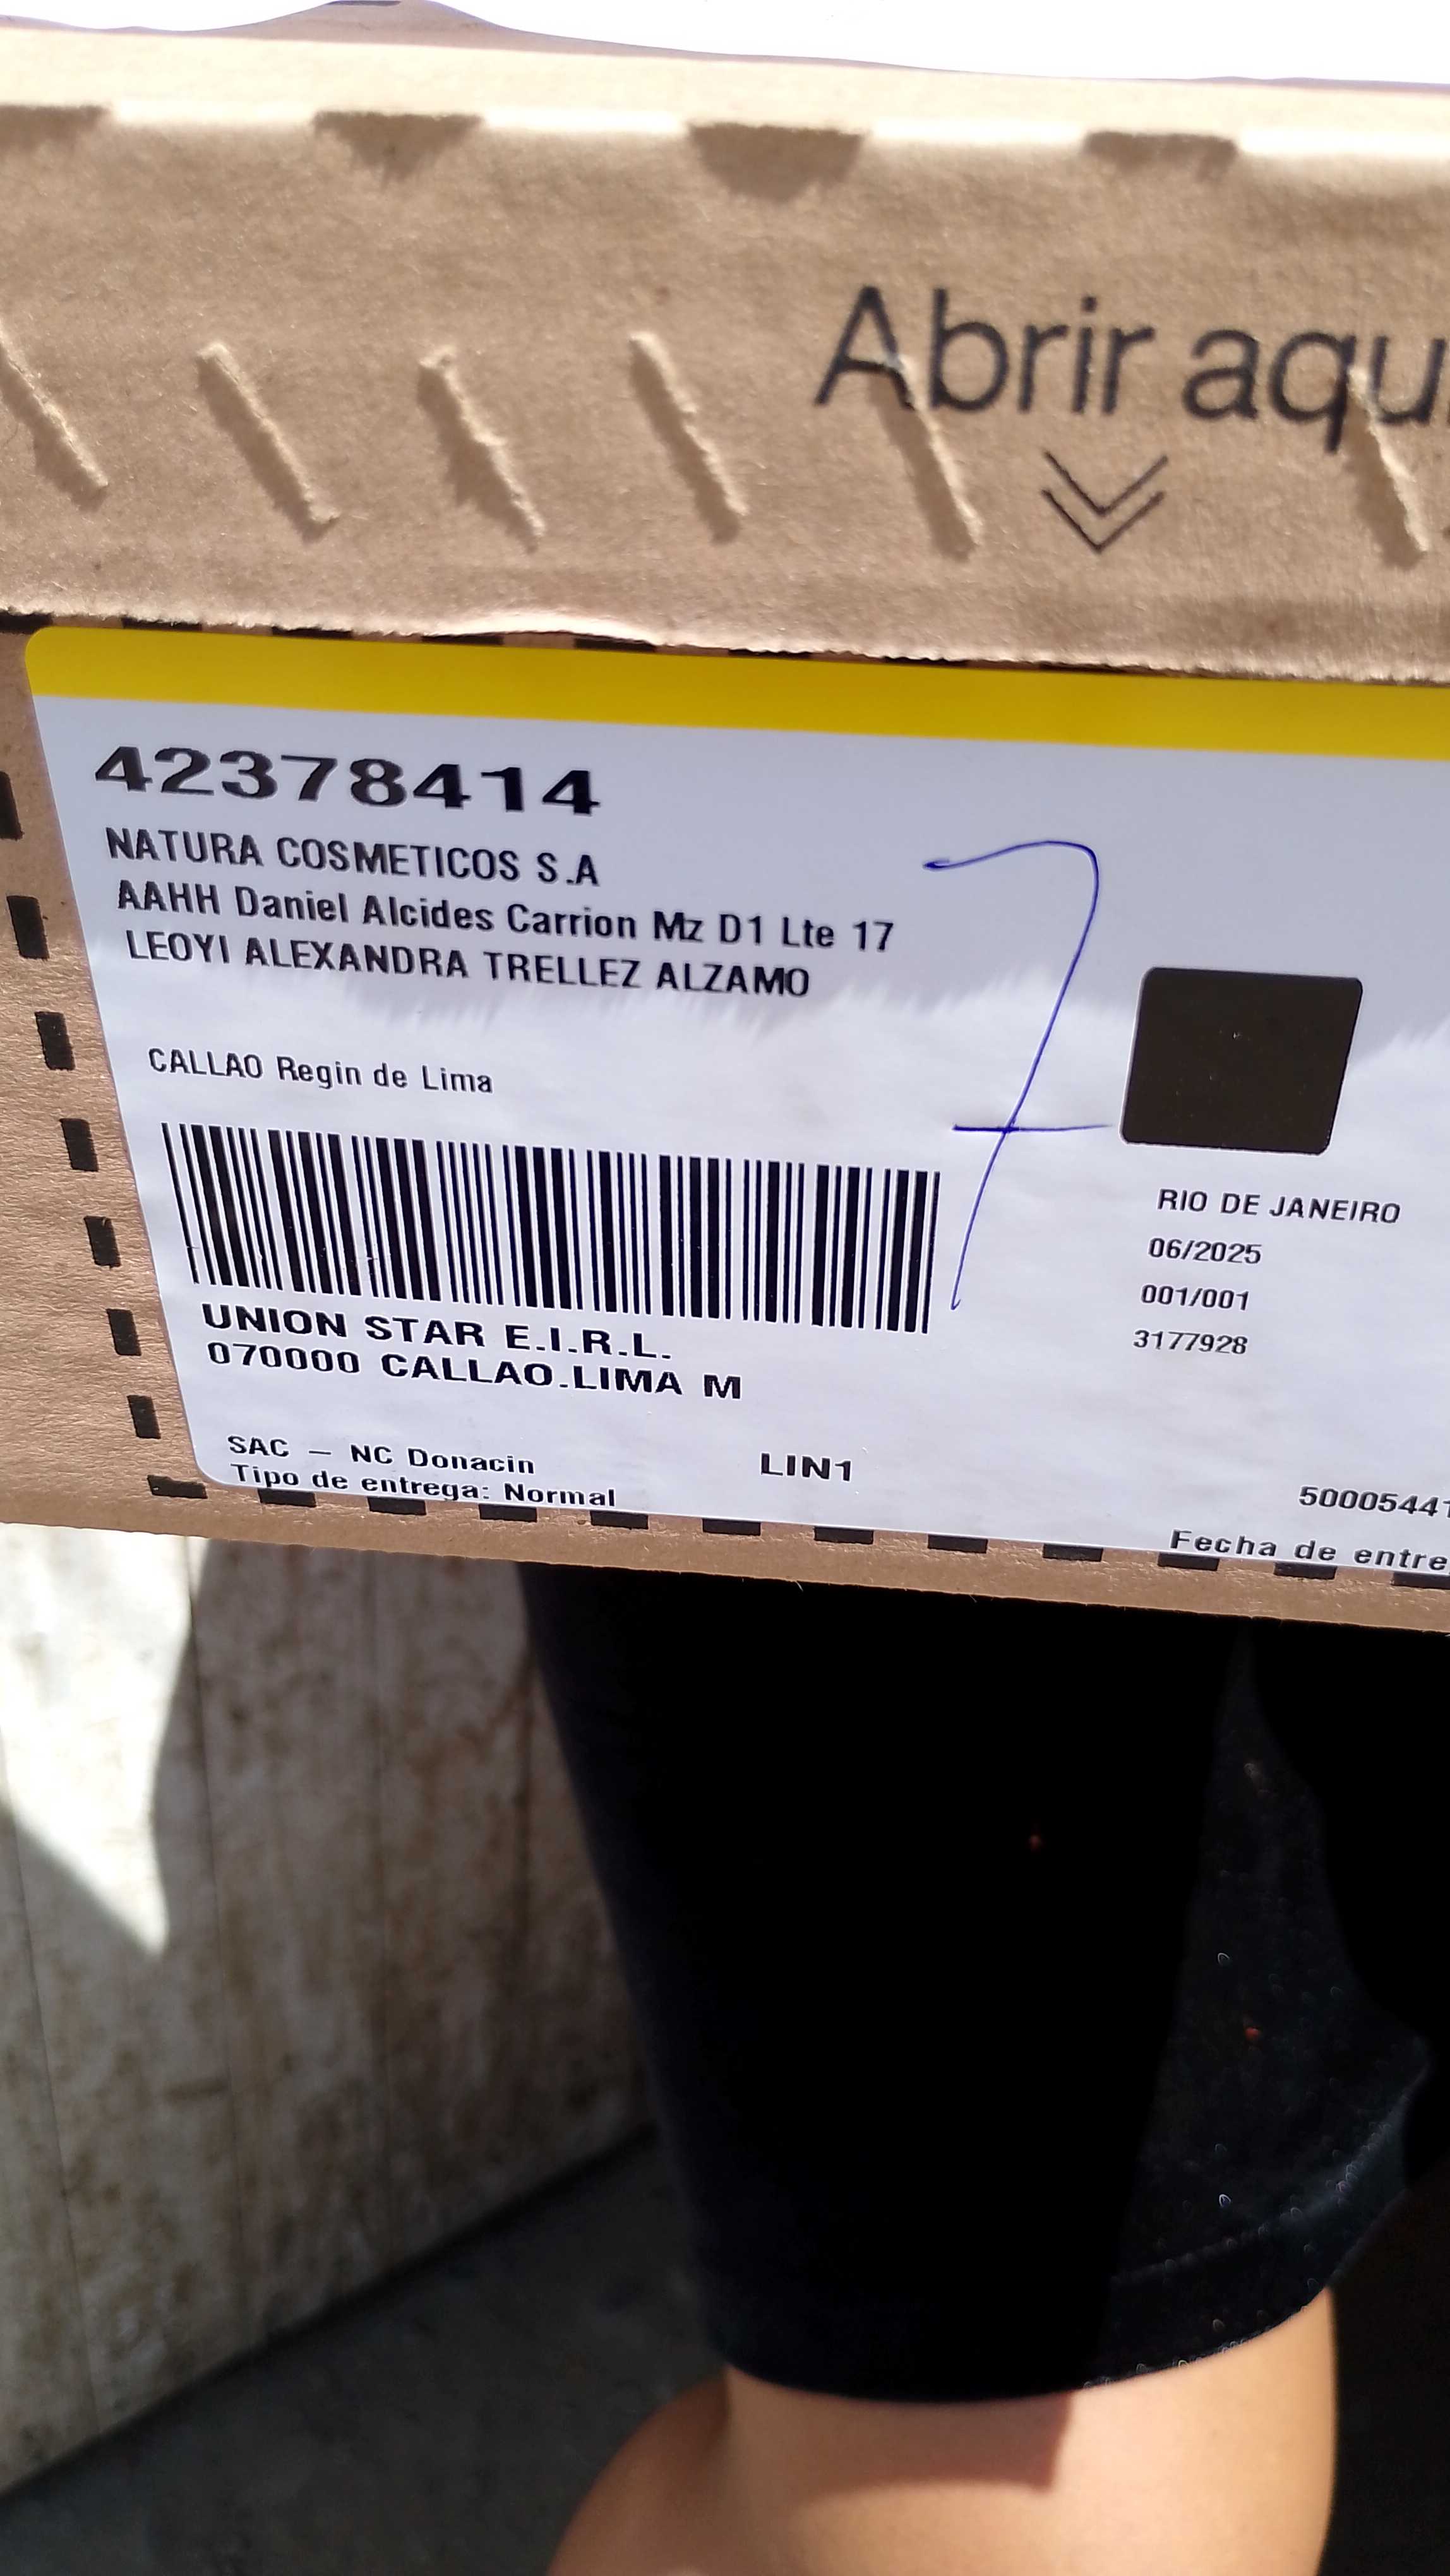 Abrir aqu
42378414
NATURA COSMETICOS S.A
AAHH Daniel Alcides Carrion Mz D1 Lte 17
LEOYI ALEXANDRA TRELLEZ ALZAMO
7
CALLAO Regin de Lima
RIO DE JANEIRO
06/2025
001/001
3177928
UNION STAR E.I.R.L.
070000 CALLAO.LIMA M
SAC – NC Donacin
LIN1
Tipo de entrega: Normal
50005441
Fecha de entre